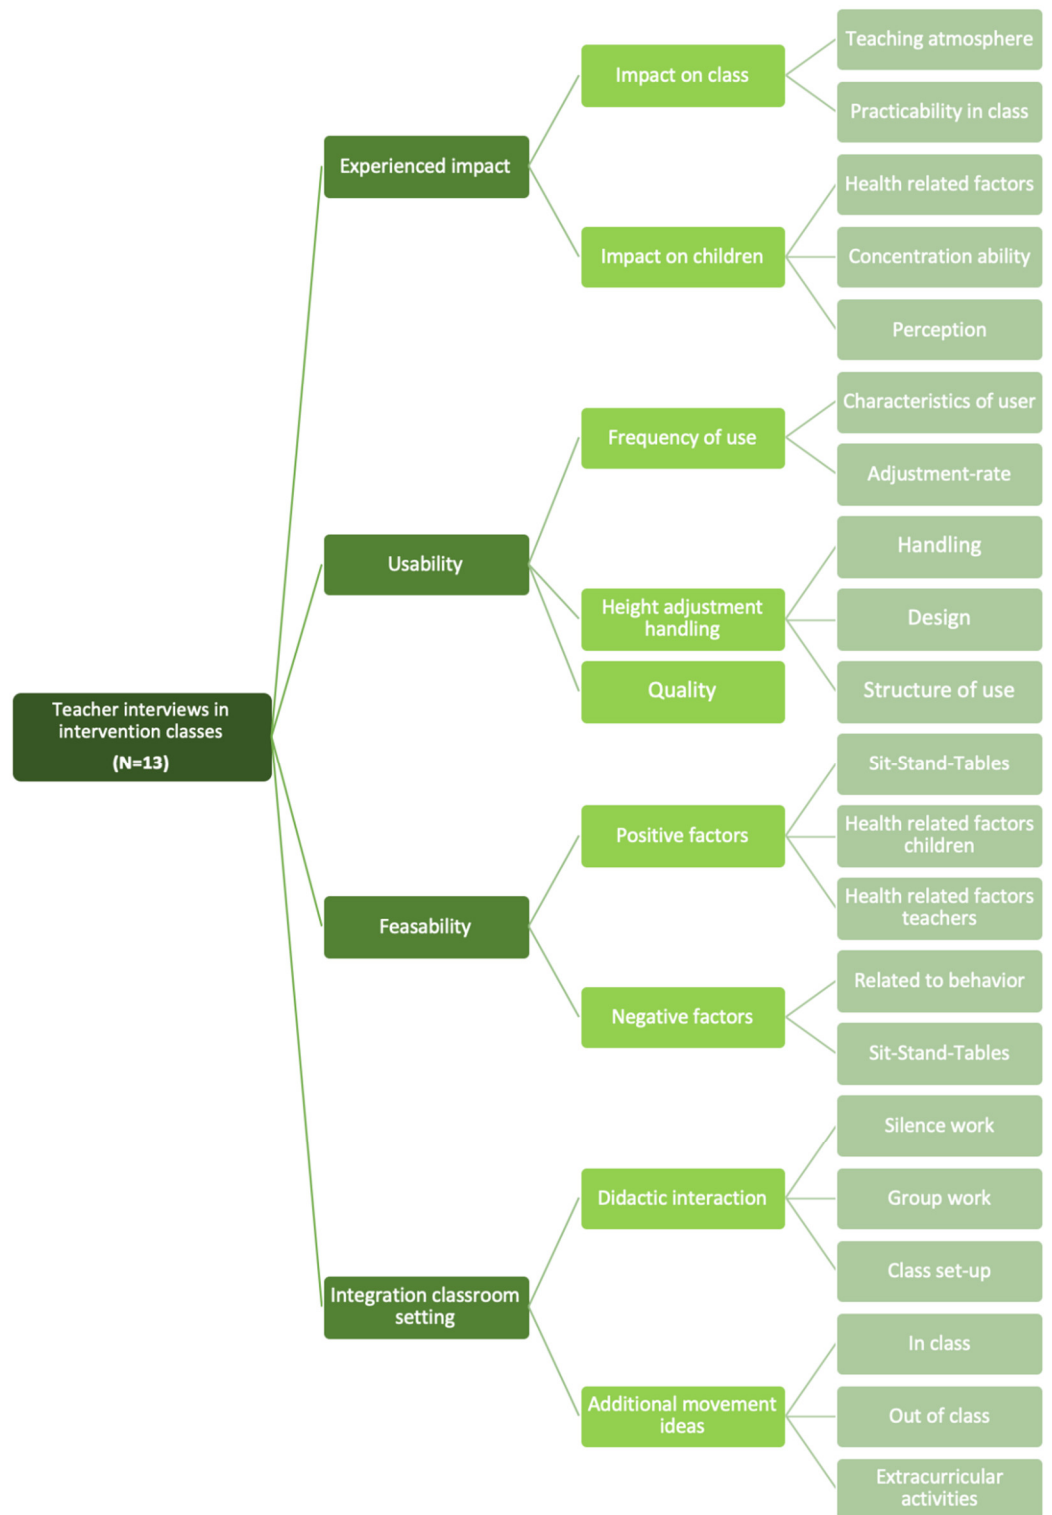 Teacher interviews in
intervention classes
(N=13)
Experienced impact
Impact on class
Teaching atmosphere
Practicability in class
Impact on children
Health related factors
Concentration ability
Perception
Usability
Frequency of use
Characteristics of user
Adjustment-rate
Height adjustment
handling
Handling
Design
Structure of use
Quality
Feasability
Positive factors
Sit-Stand-Tables
Health related factors
children
Health related factors
teachers
Negative factors
Related to behavior
Sit-Stand-Tables
Integration classroom
setting
Didactic interaction
Silence work
Group work
Class set-up
Additional movement
ideas
In class
Out of class
Extracurricular
activities